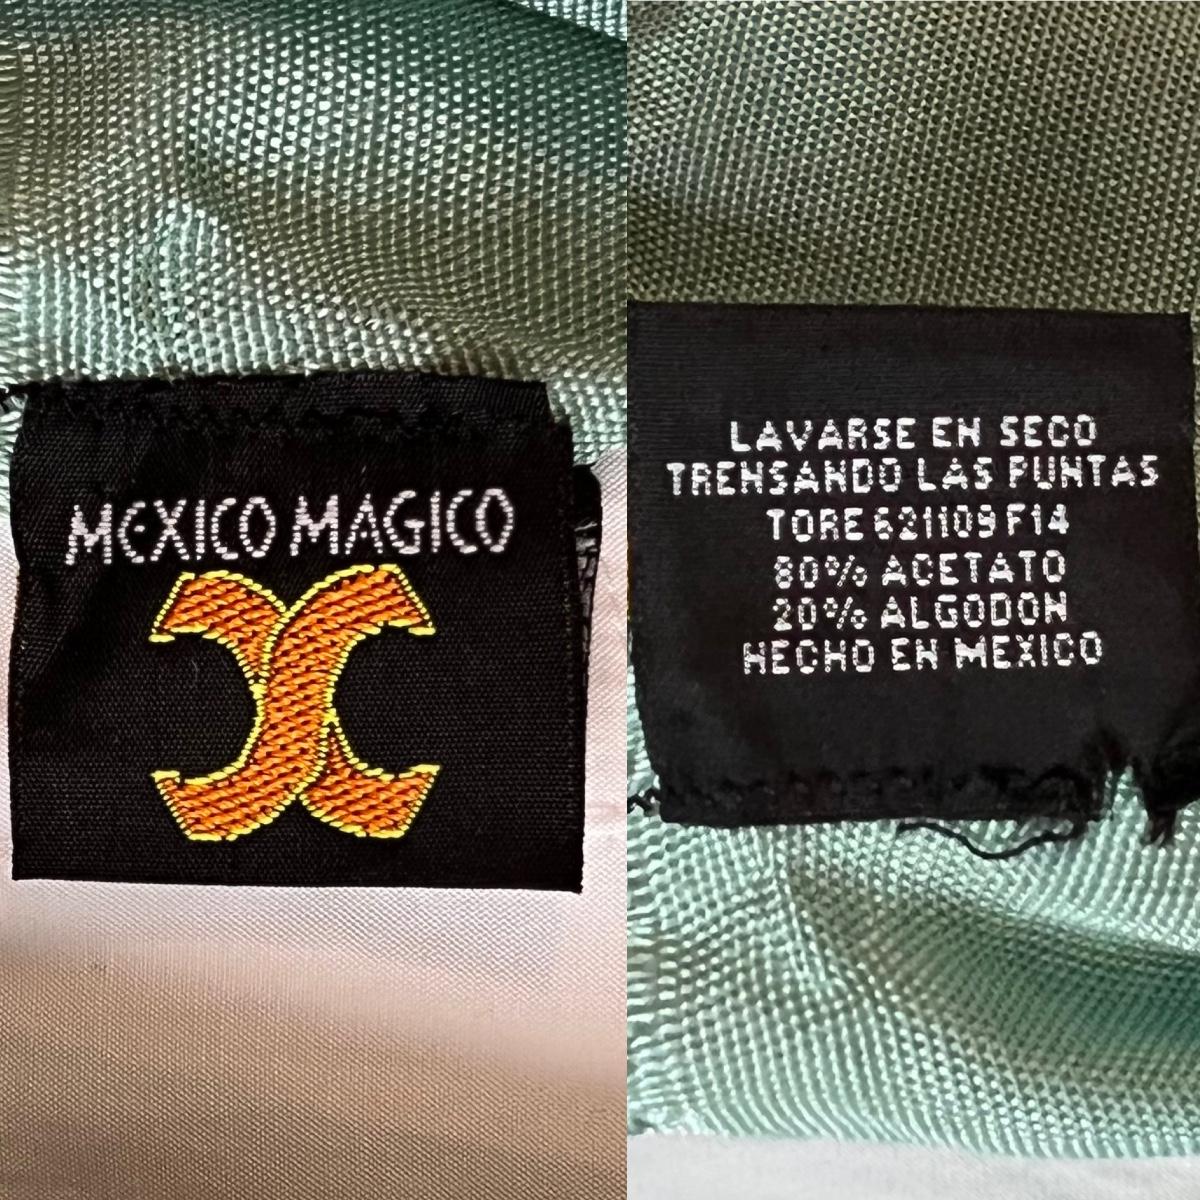 MEXICO MAGICO
LAVARSE EN SECO
TRENSANDO LAS PUNTAS
TORE 621109 F14
80% ACETATO
20% ALGODON
HECHO EN MEXICO